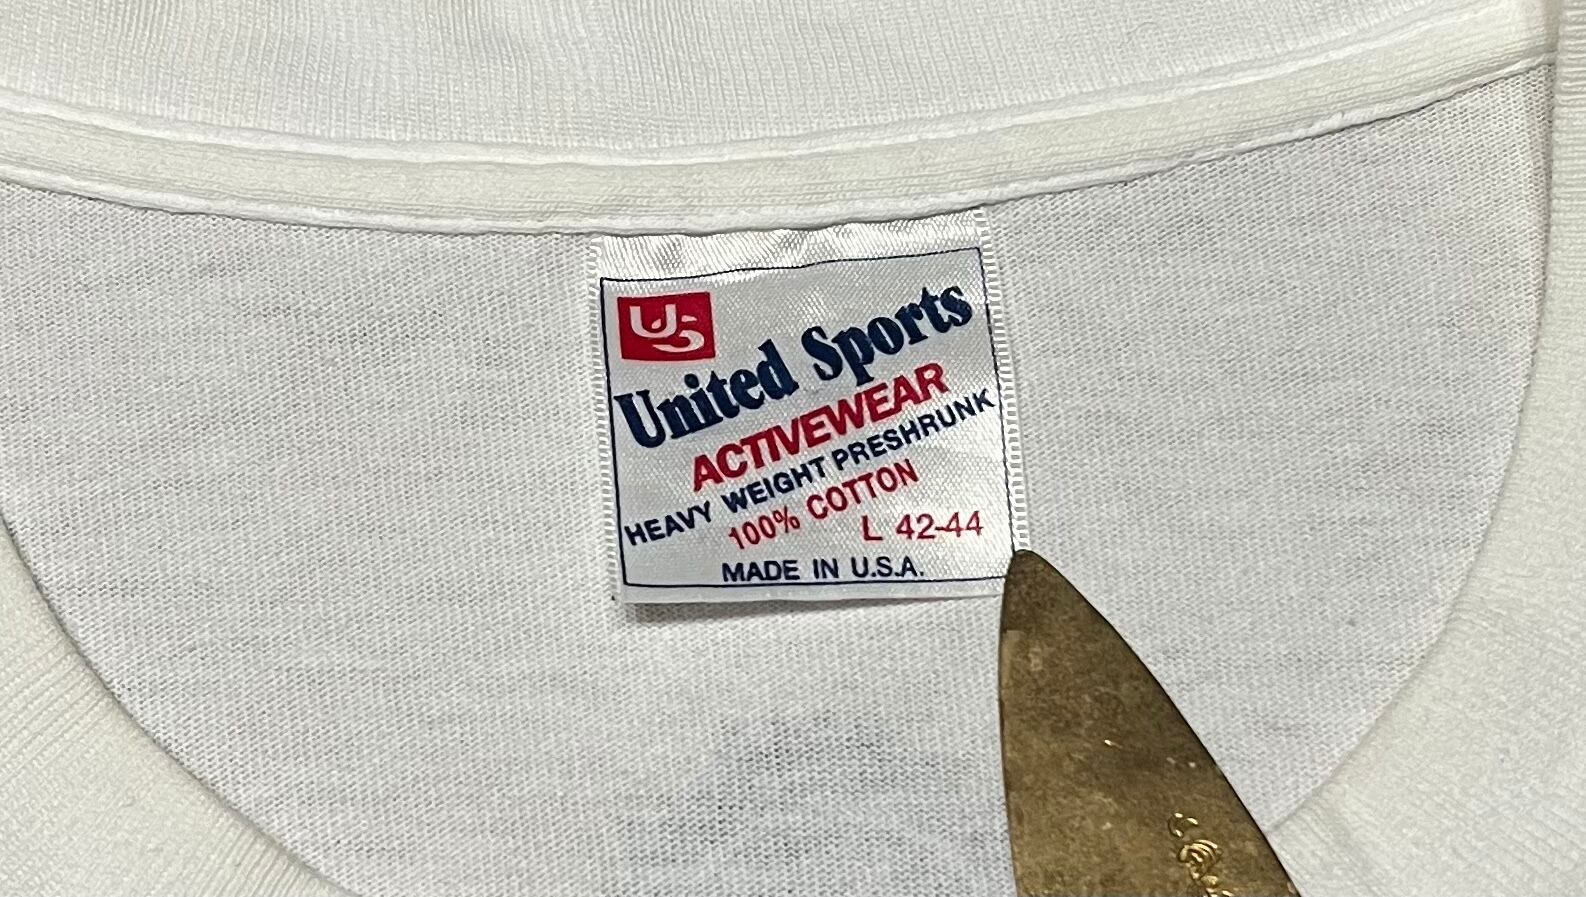 US
United Sports
ACTIVEWEAR
HEAVY WEIGHT PRESHRUNK
100% COTTON
L 42-44
MADE IN U.S.A.